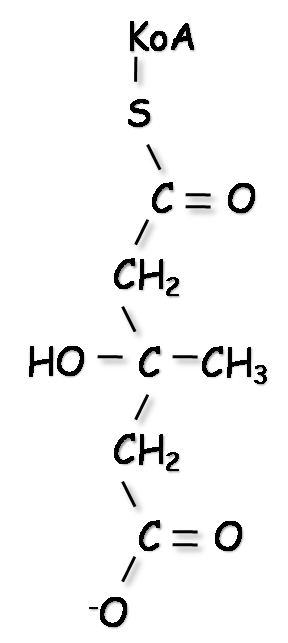 KoA
S
C = O
CH₂
HO – C – CH₃
CH₂
C = O
⁻O